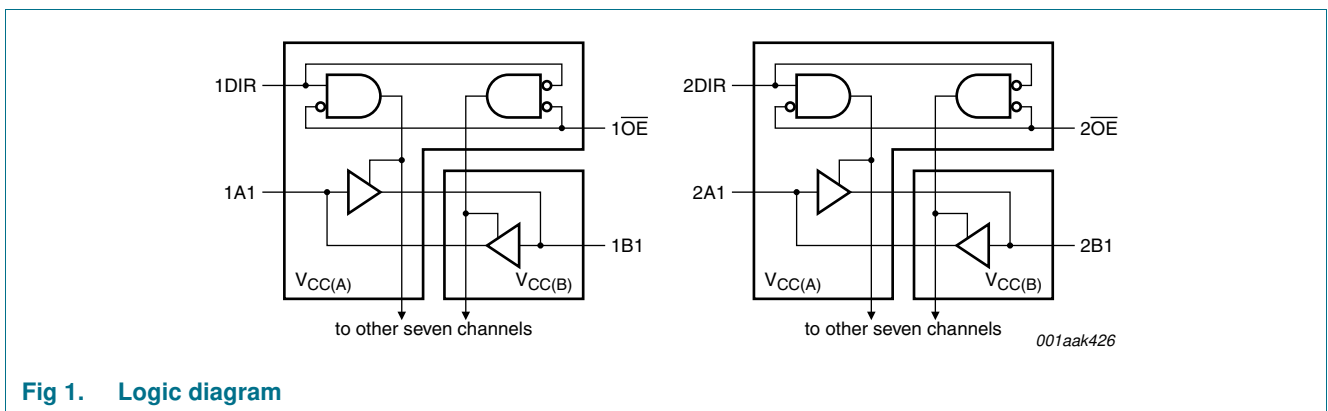 1DIR
1OE
1A1
1B1
VCC(A)
VCC(B)
to other seven channels
2DIR
2OE
2A1
2B1
VCC(A)
VCC(B)
to other seven channels
001aak426
Fig 1. Logic diagram